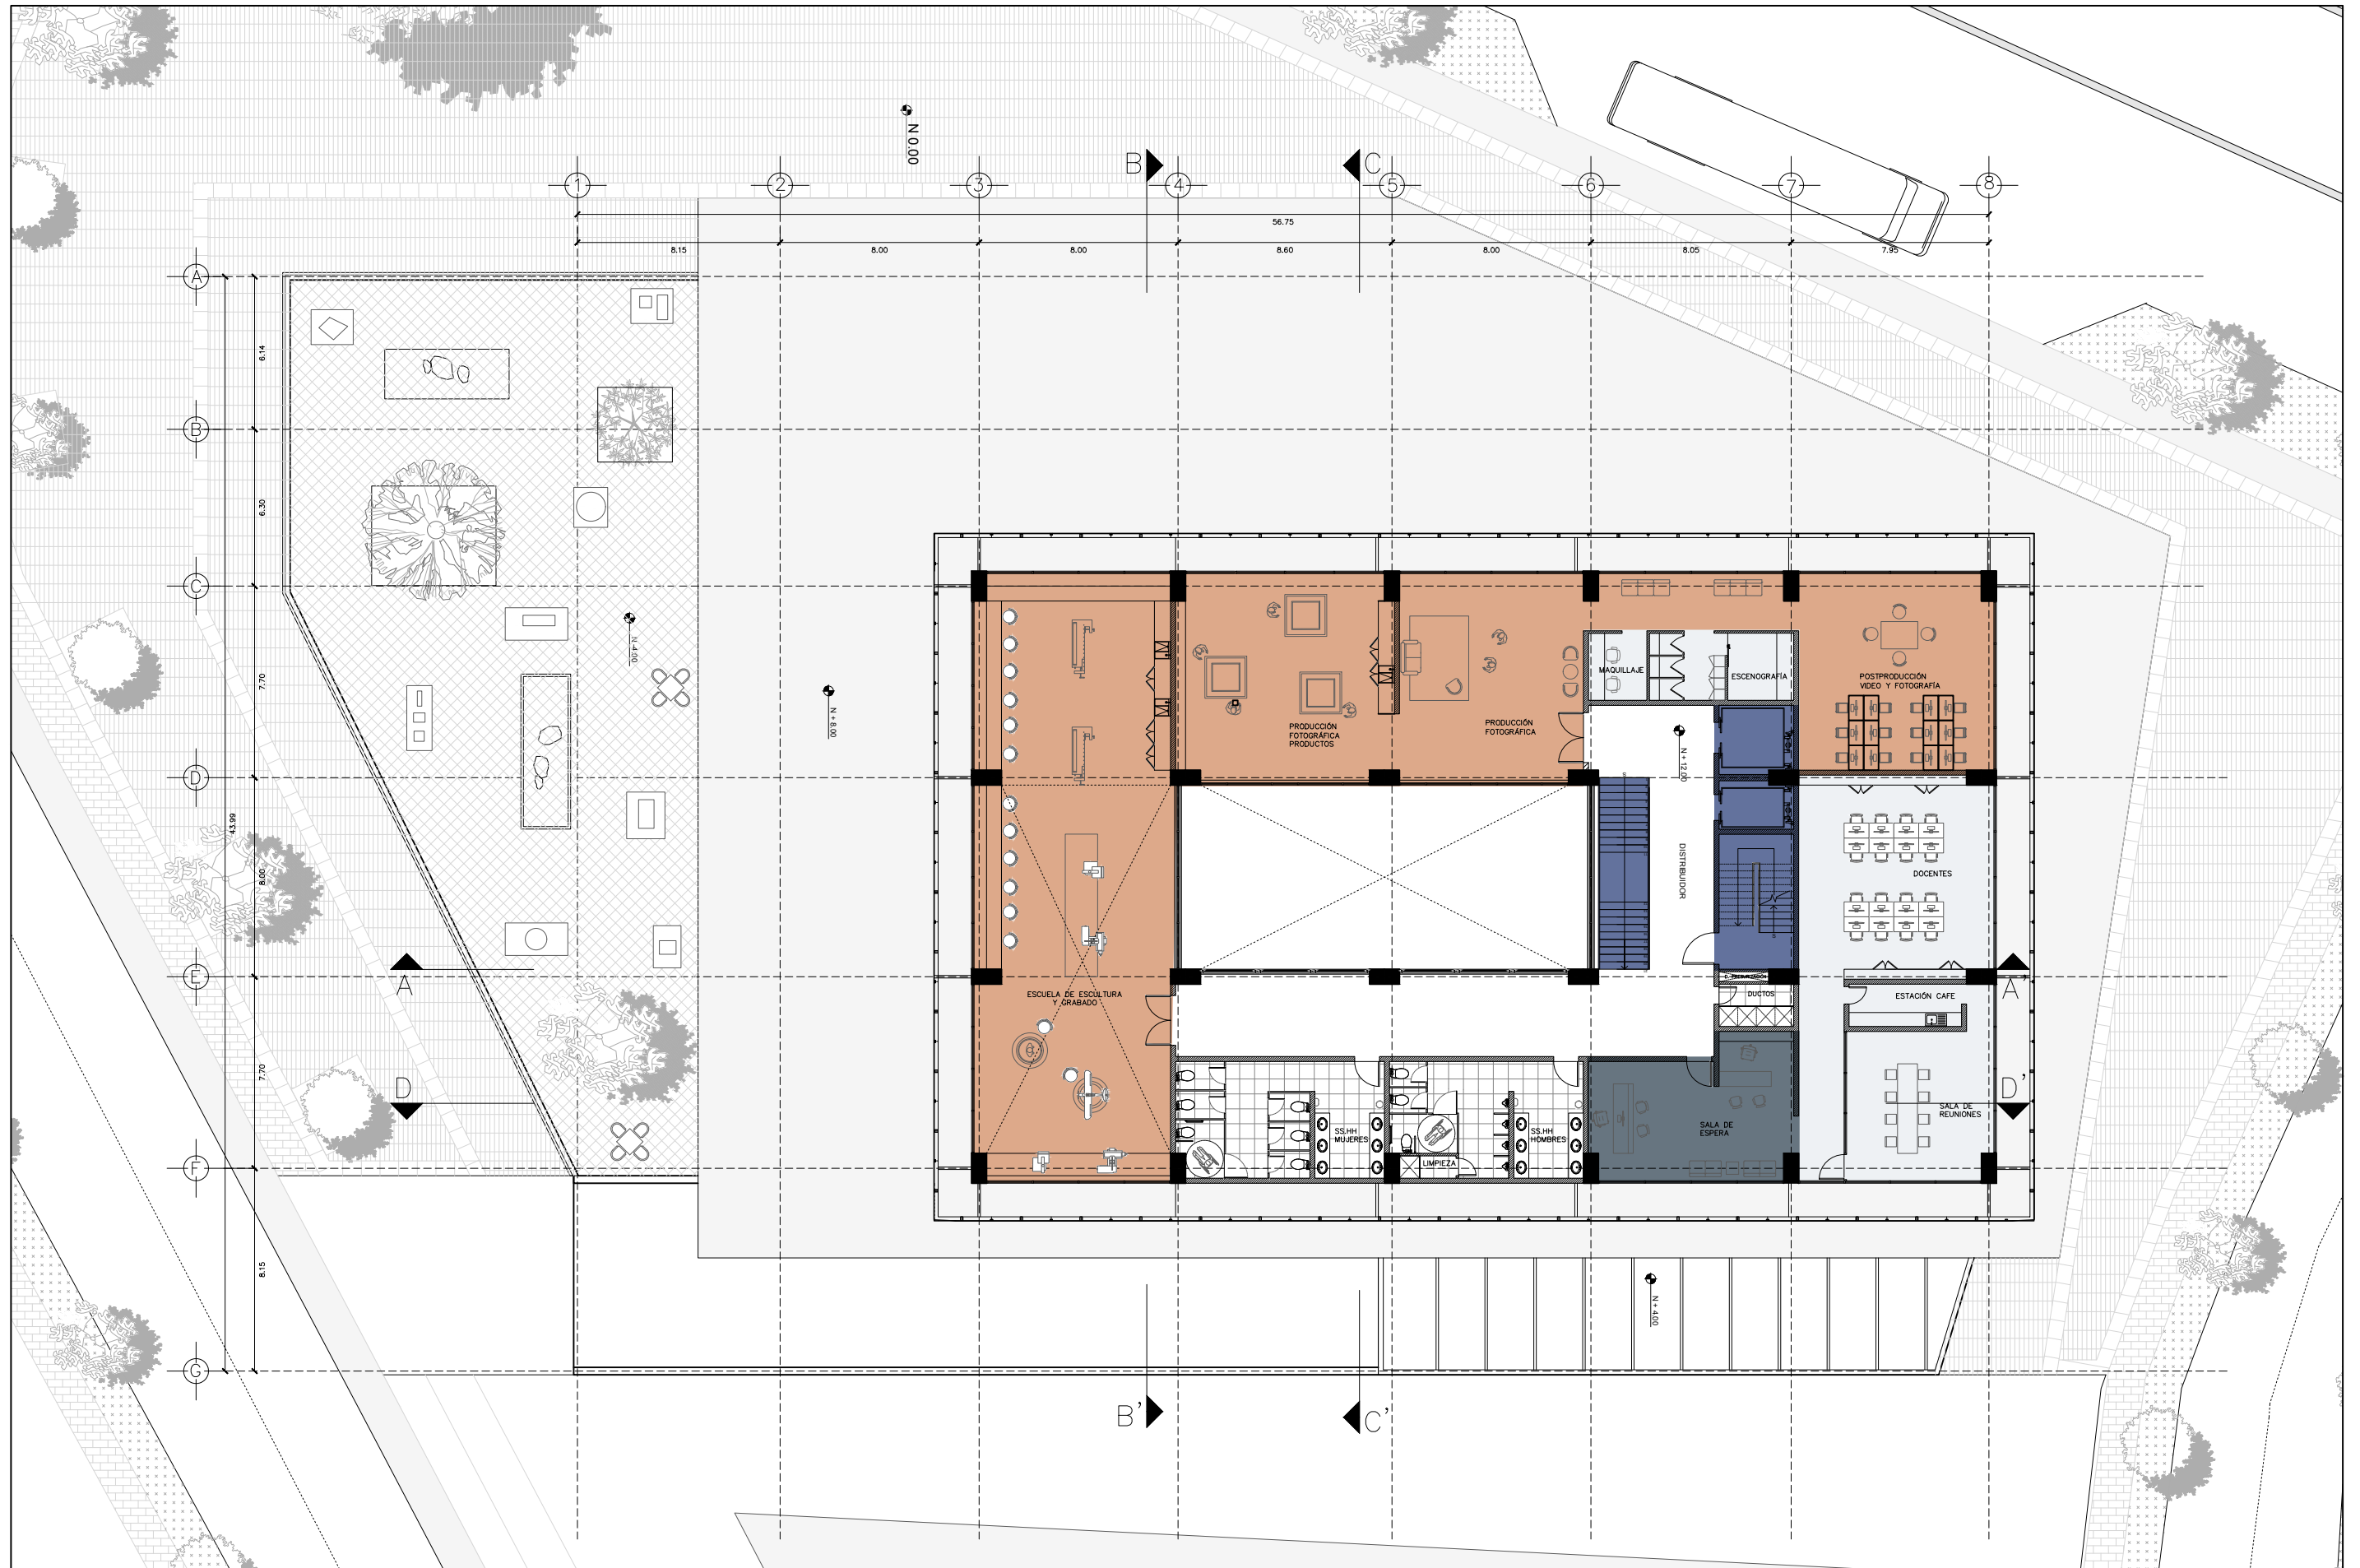 N 0.00
B
C
1
2
3
4
5
6
7
8
56.75
8.15
8.00
8.00
8.60
8.00
8.05
7.95
A
B
C
D
E
F
G
6.14
6.30
7.70
8.00
7.70
8.15
43.99
N -4.00
N + 8.00
N + 12.00
N + 4.00
MAQUILLAJE
ESCENOGRAFÍA
POSTPRODUCCIÓN
VIDEO Y FOTOGRAFÍA
PRODUCCIÓN
FOTOGRÁFICA
PRODUCTOS
PRODUCCIÓN
FOTOGRÁFICA
DISTRIBUIDOR
DOCENTES
ESCUELA DE ESCULTURA
Y GRABADO
DUCTOS
ESTACIÓN CAFE
SALA DE
REUNIONES
SALA DE
ESPERA
SS.HH
MUJERES
SS.HH
HOMBRES
LIMPIEZA
A
A'
D
D'
B'
C'